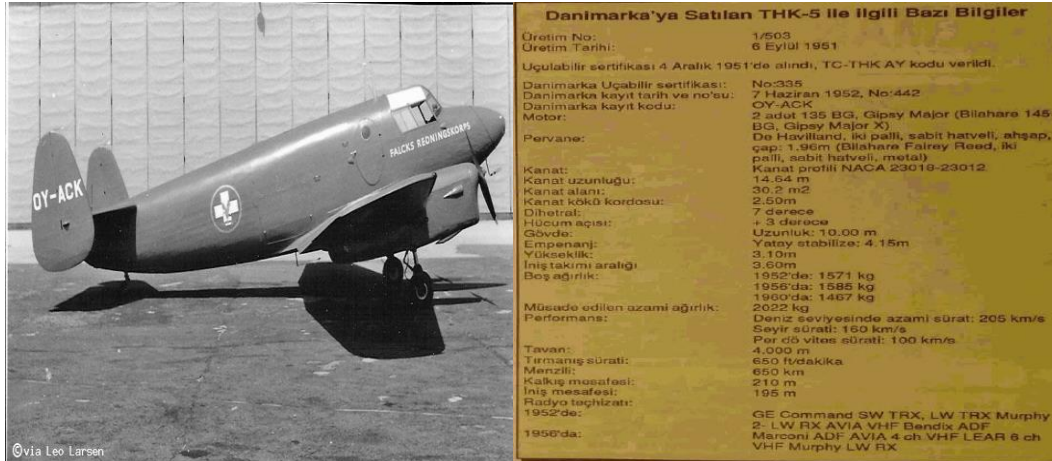 OY-ACK
FALCKS REDNINGSKORPS
©via Leo Larsen
Danimarka'ya Satılan THK-5 ile ilgili Bazı Bilgiler
Üretim No: 1/503
Üretim Tarihi: 6 Eylül 1951
Uçulabilir sertifikası 4 Aralık 1951'de alındı, TC-THK AY kodu verildi.
Danimarka Uçabilir sertifikası: No:335
Danimarka kayıt tarih ve no'su: 7 Haziran 1952, No:442
Danimarka kayıt kodu: OY-ACK
Motor: 2 adet 135 BG, Gipsy Major (Bilahare 145
BG, Gipsy Major X)
Pervane: De Havilland, iki palli, sabit hatveli, ahşap,
çap: 1.96m (Bilahare Fairey Reed, iki
palli, sabit hatveli, metal)
Kanat: Kanat profili NACA 23018-23012
Kanat uzunluğu: 14.64 m
Kanat alanı: 30.2 m2
Kanat kökü kordosu: 2.50m
Dihetral: 7 derece
Hücum açısı: + 3 derece
Gövde: Uzunluk: 10.00 m
Empenanj: Yatay stabilize: 4.15m
Yükseklik: 3.10m
İniş takımı aralığı 3.60m
Boş ağırlık: 1952'de: 1571 kg
1956'da: 1585 kg
1960'da: 1467 kg
Müsade edilen azami ağırlık: 2022 kg
Performans: Deniz seviyesinde azami sürat: 205 km/s
Seyir sürati: 160 km/s
Per dö vites sürati: 100 km/s
Tavan: 4.000 m
Tırmanış sürati: 650 ft/dakika
Menzili: 650 km
Kalkış mesafesi: 210 m
İniş mesafesi: 195 m
Radyo teçhizatı:
1952'de: GE Command SW TRX, LW TRX Murphy
2- LW RX AVIA VHF Bendix ADF
1956'da: Marconi ADF AVIA 4 ch VHF LEAR 6 ch
VHF Murphy LW RX